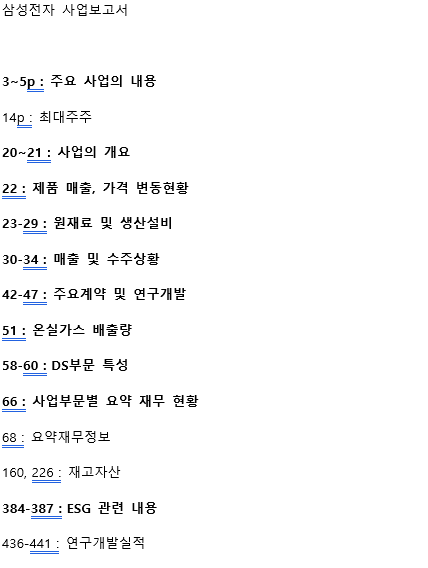 삼성전자 사업보고서
3~5p : 주요 사업의 내용
14p : 최대주주
20~21 : 사업의 개요
22 : 제품 매출, 가격 변동현황
23-29 : 원재료 및 생산설비
30-34 : 매출 및 수주상황
42-47 : 주요계약 및 연구개발
51 : 온실가스 배출량
58-60 : DS부문 특성
66 : 사업부문별 요약 재무 현황
68 : 요약재무정보
160, 226 : 재고자산
384-387 : ESG 관련 내용
436-441 : 연구개발실적